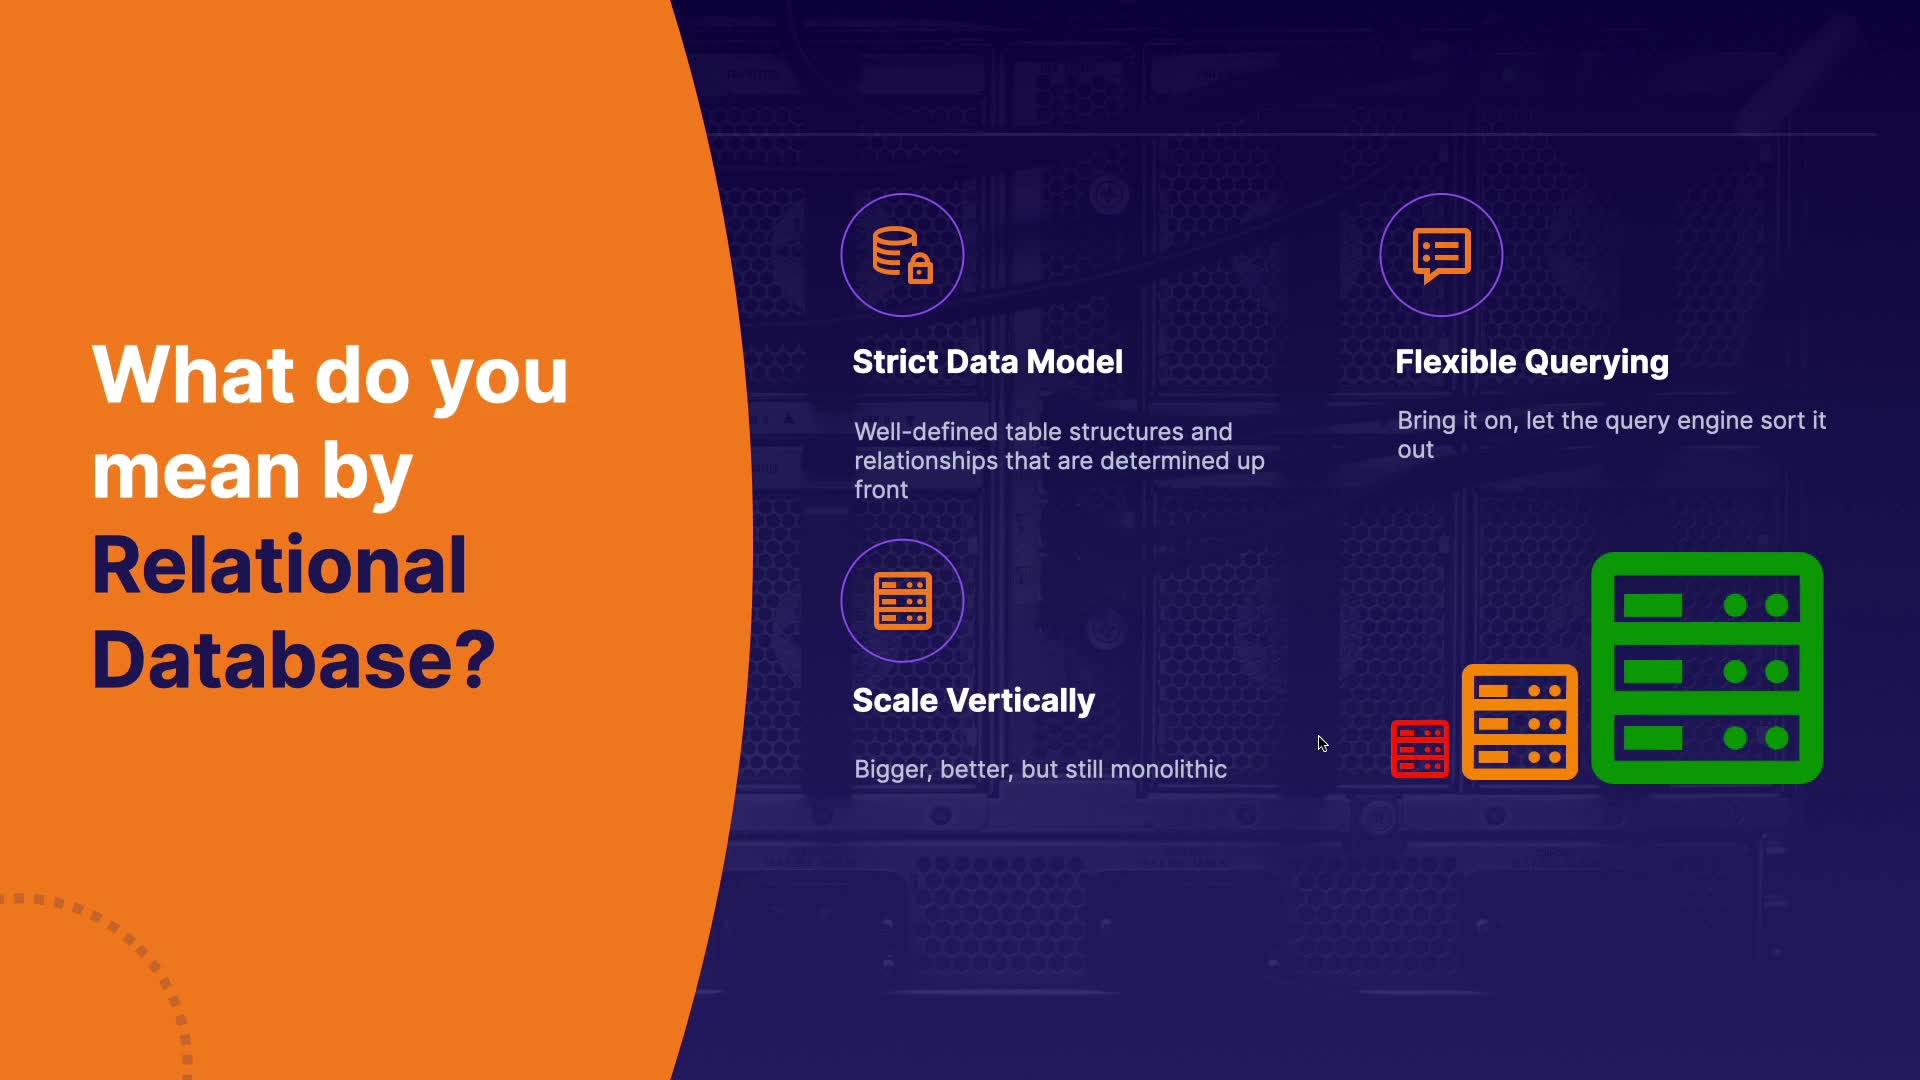 What do you
mean by
Relational
Database?
Strict Data Model
Well-defined table structures and
relationships that are determined up
front
Flexible Querying
Bring it on, let the query engine sort it
out
Scale Vertically
Bigger, better, but still monolithic